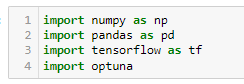 1 import numpy as np
2 import pandas as pd
3 import tensorflow as tf
4 import optuna